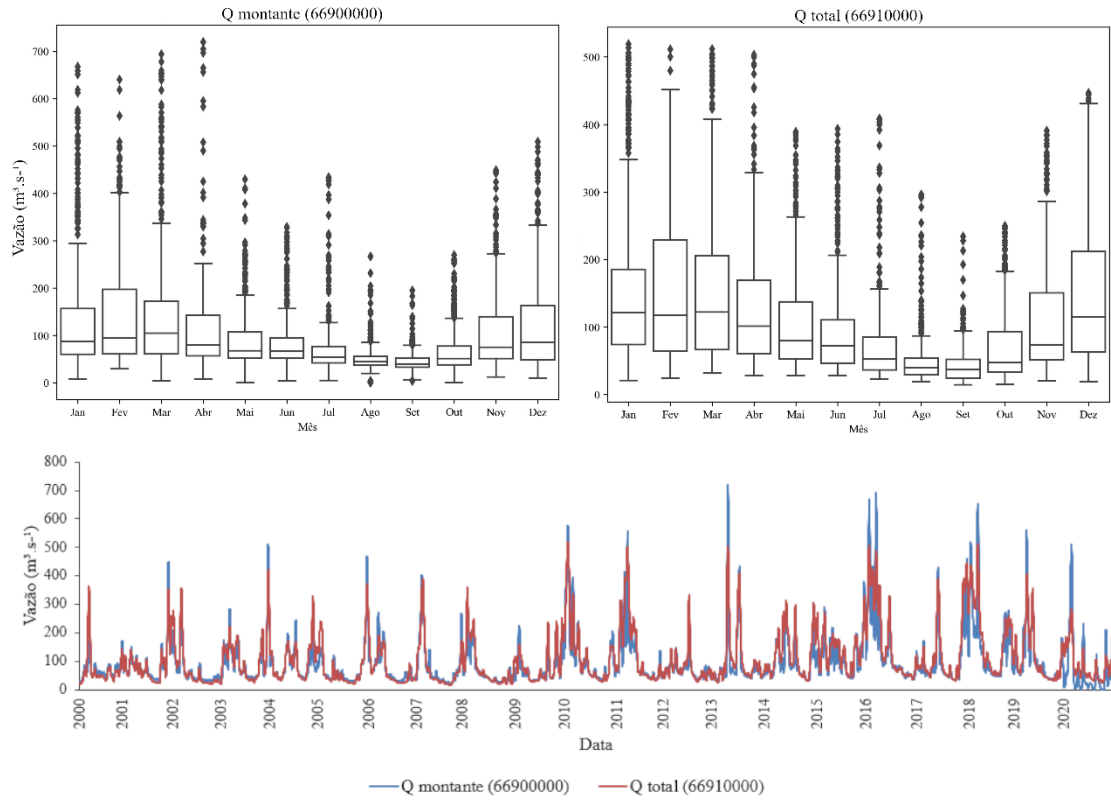 Q montante (66900000)
Vazão (m³.s⁻¹)
700
600
500
400
300
200
100
0
Jan Fev Mar Abr Mai Jun Jul Ago Set Out Nov Dez
Mês
Q total (66910000)
500
400
300
200
100
0
Jan Fev Mar Abr Mai Jun Jul Ago Set Out Nov Dez
Mês
Vazão (m³.s⁻¹)
800
700
600
500
400
300
200
100
0
2000 2001 2002 2003 2004 2005 2006 2007 2008 2009 2010 2011 2012 2013 2014 2015 2016 2017 2018 2019 2020
Data
Q montante (66900000) Q total (66910000)